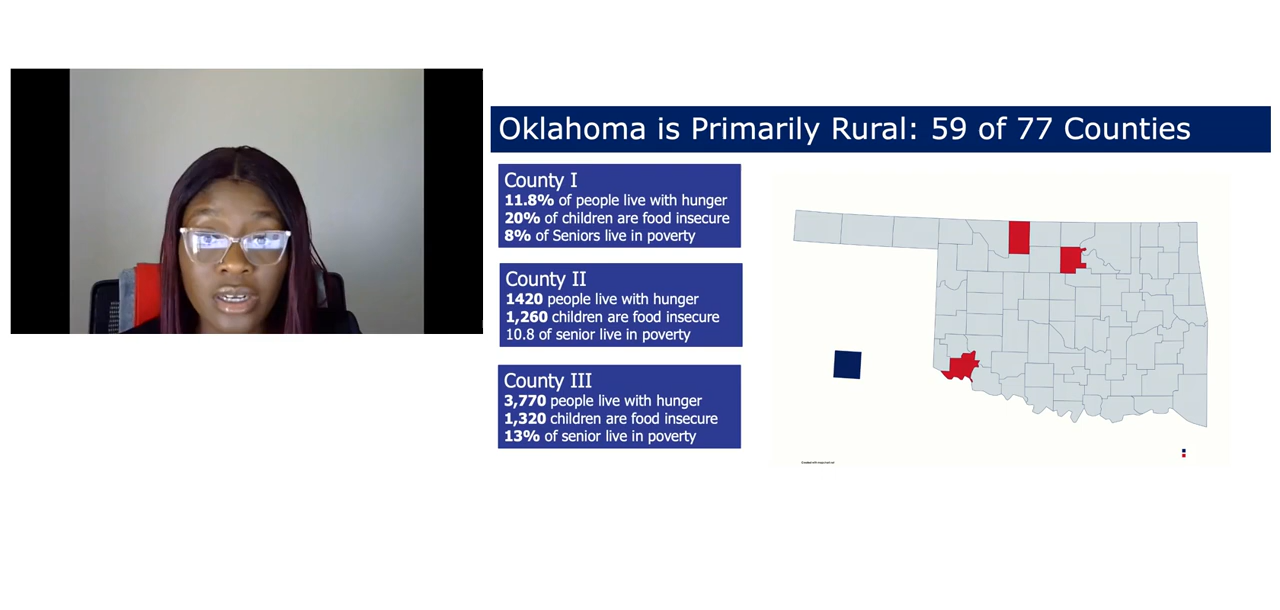 Oklahoma is Primarily Rural: 59 of 77 Counties
County I
11.8% of people live with hunger
20% of children are food insecure
8% of Seniors live in poverty
County II
1420 people live with hunger
1,260 children are food insecure
10.8 of senior live in poverty
County III
3,770 people live with hunger
1,320 children are food insecure
13% of senior live in poverty